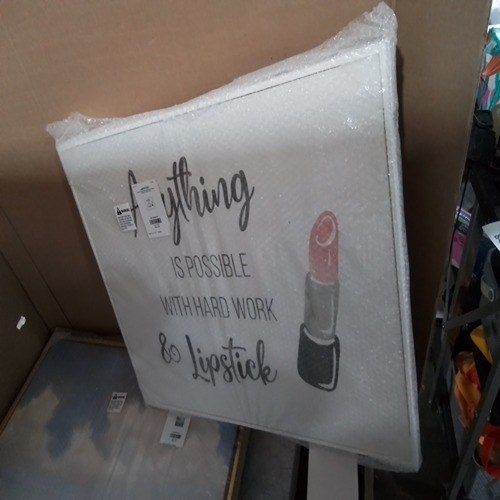 Anything
IS POSSIBLE
WITH HARD WORK
& Lipstick